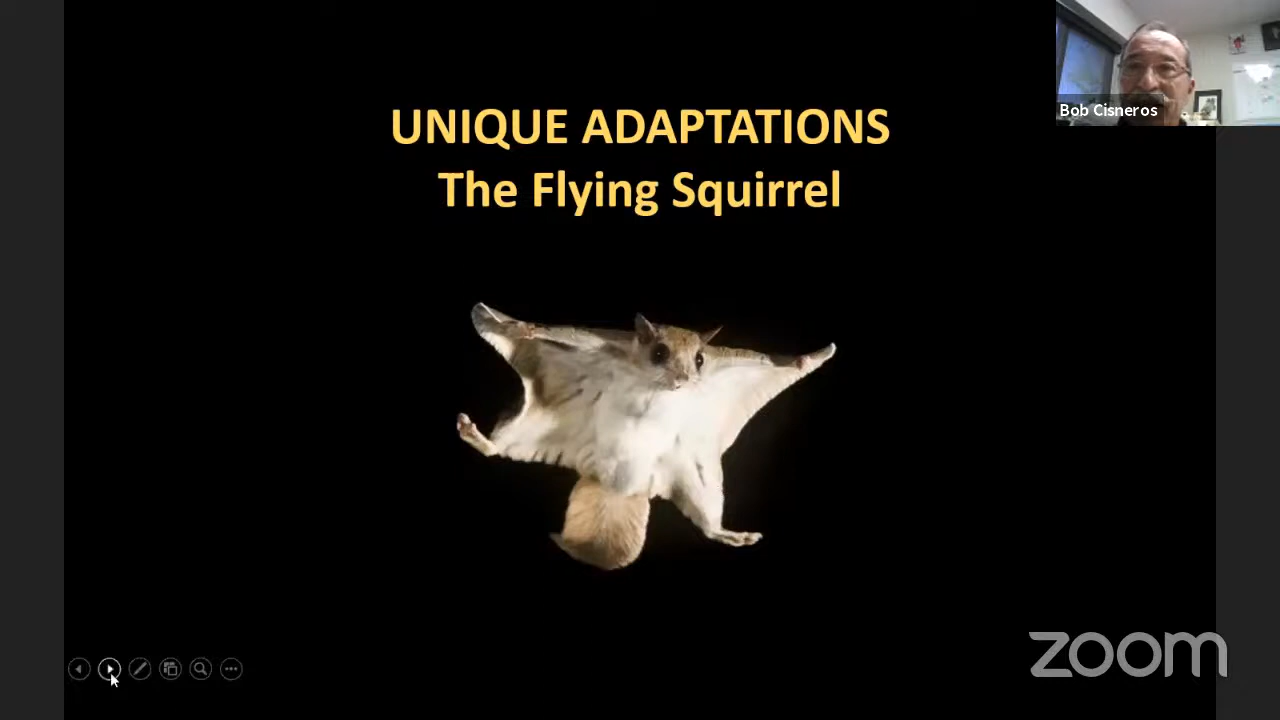 UNIQUE ADAPTATIONS
The Flying Squirrel
Bob Cisneros
zoom